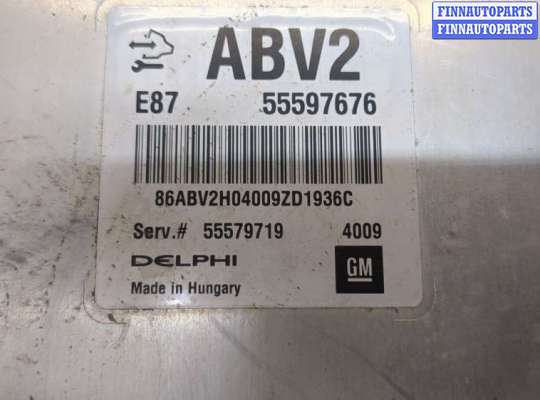 FINNAUTOPARTS
FINNAUTOPARTS
ABV2
E87 55597676
86ABV2H04009ZD1936C
Serv.# 55579719 4009
DELPHI
GM
Made in Hungary